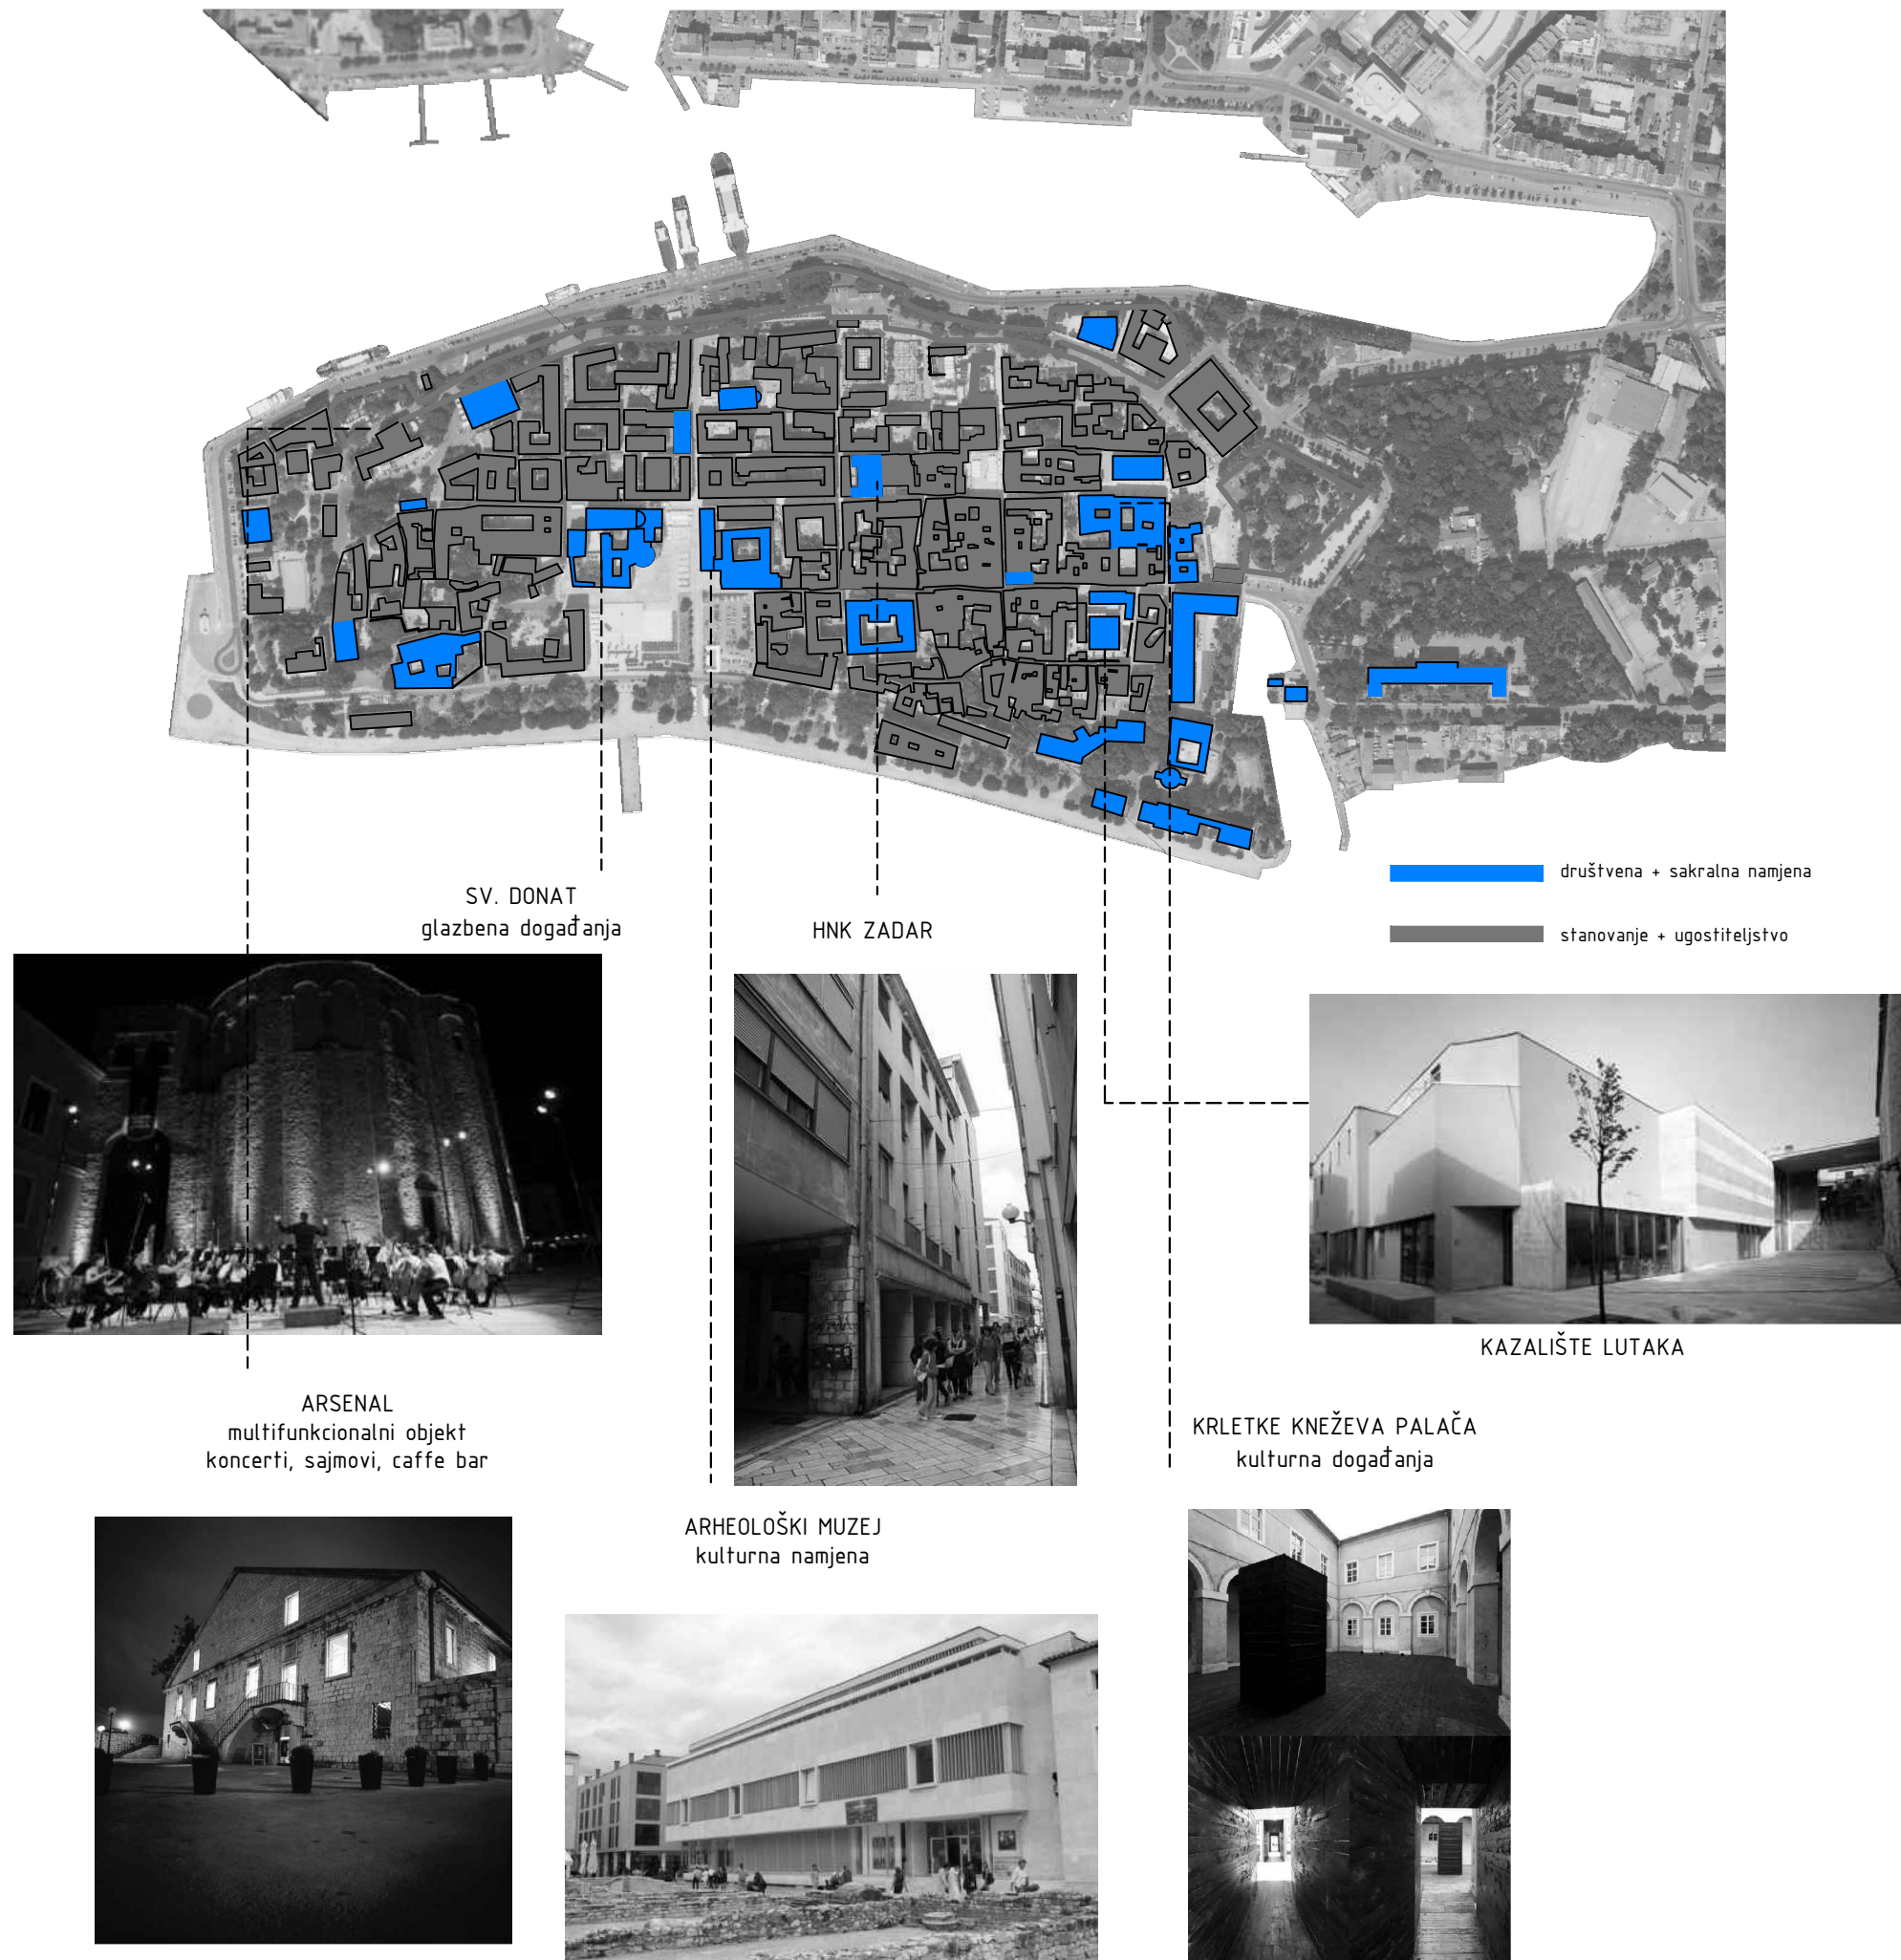 društvena + sakralna namjena
stanovanje + ugostiteljstvo
SV. DONAT
glazbena događanja
HNK ZADAR
KAZALIŠTE LUTAKA
ARSENAL
multifunkcionalni objekt
koncerti, sajmovi, caffe bar
KRLETKE KNEŽEVA PALAČA
kulturna događanja
ARHEOLOŠKI MUZEJ
kulturna namjena